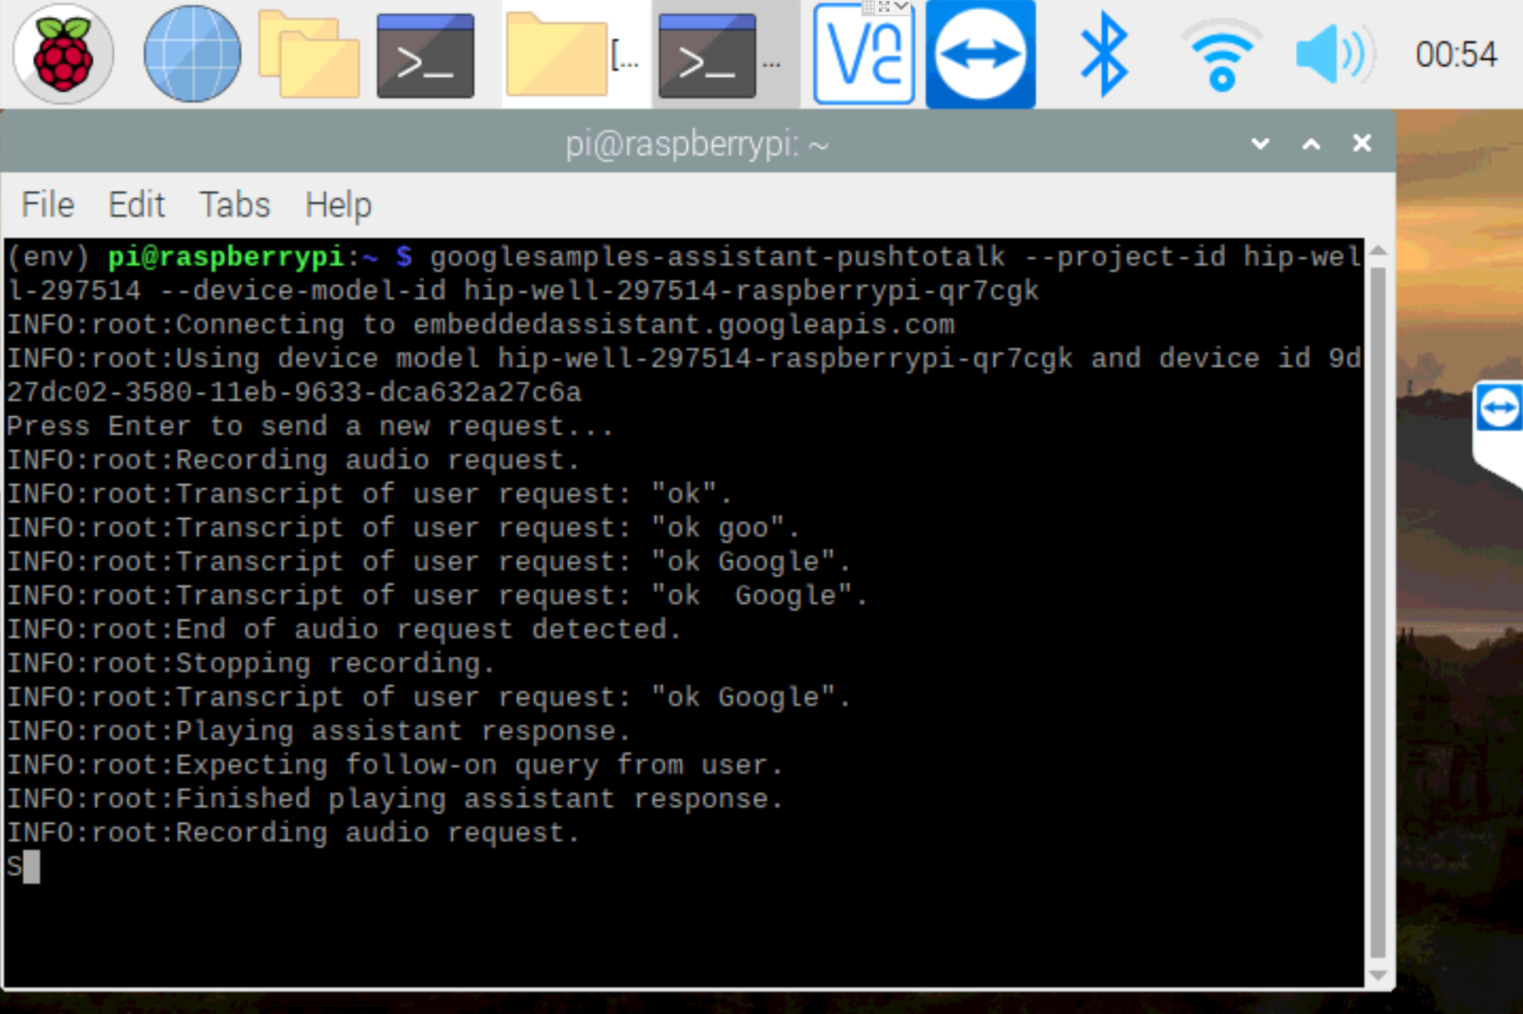 >_
[...
>_
...
VNC
00:54
pi@raspberrypi: ~
File Edit Tabs Help
(env) pi@raspberrypi:~ $ googlesamples-assistant-pushtotalk --project-id hip-wel
l-297514 --device-model-id hip-well-297514-raspberrypi-qr7cgk
INFO:root:Connecting to embeddedassistant.googleapis.com
INFO:root:Using device model hip-well-297514-raspberrypi-qr7cgk and device id 9d
27dc02-3580-11eb-9633-dca632a27c6a
Press Enter to send a new request...
INFO:root:Recording audio request.
INFO:root:Transcript of user request: "ok".
INFO:root:Transcript of user request: "ok goo".
INFO:root:Transcript of user request: "ok Google".
INFO:root:Transcript of user request: "ok  Google".
INFO:root:End of audio request detected.
INFO:root:Stopping recording.
INFO:root:Transcript of user request: "ok Google".
INFO:root:Playing assistant response.
INFO:root:Expecting follow-on query from user.
INFO:root:Finished playing assistant response.
INFO:root:Recording audio request.
S